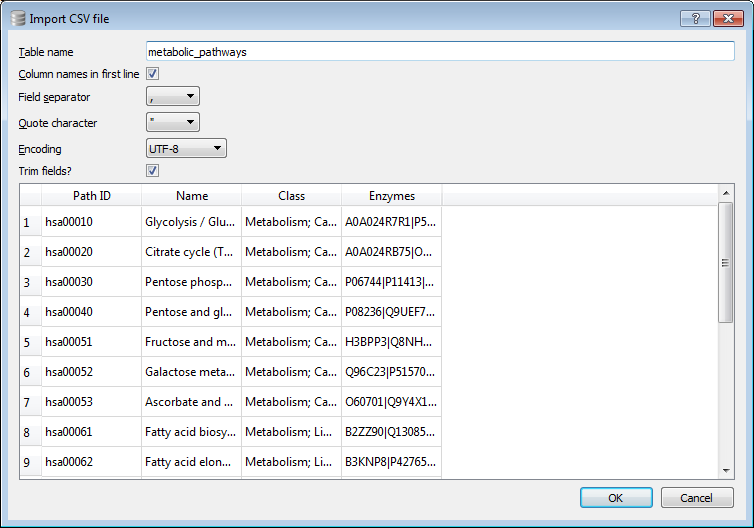 Import CSV file
Table name metabolic_pathways
Column names in first line
Field separator ,
Quote character "
Encoding UTF-8
Trim fields?
Path ID Name Class Enzymes
1 hsa00010 Glycolysis / Glu... Metabolism; Ca... A0A024R7R1|P5...
2 hsa00020 Citrate cycle (T... Metabolism; Ca... A0A024RB75|O...
3 hsa00030 Pentose phosp... Metabolism; Ca... P06744|P11413|...
4 hsa00040 Pentose and gl... Metabolism; Ca... P08236|Q9UEF7...
5 hsa00051 Fructose and m... Metabolism; Ca... H3BPP3|Q8NH...
6 hsa00052 Galactose meta... Metabolism; Ca... Q96C23|P51570...
7 hsa00053 Ascorbate and ... Metabolism; Ca... O60701|Q9Y4X1...
8 hsa00061 Fatty acid biosy... Metabolism; Li... B2ZZ90|Q13085...
9 hsa00062 Fatty acid elon... Metabolism; Li... B3KNP8|P42765...
OK Cancel